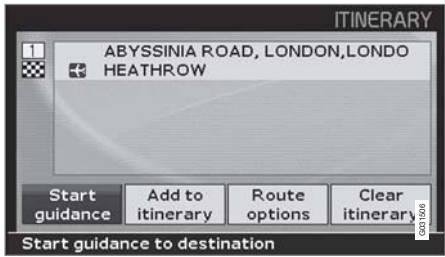 ITINERARY
1 ABYSSINIA ROAD, LONDON,LONDO
HEATHROW
Start guidance
Add to itinerary
Route options
Clear itinerary
Start guidance to destination
G031506